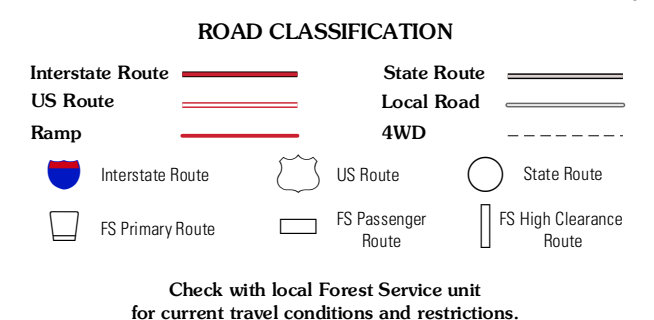 ROAD CLASSIFICATION
Interstate Route
State Route
US Route
Local Road
Ramp
4WD
Interstate Route
US Route
State Route
FS Primary Route
FS Passenger
Route
FS High Clearance
Route
Check with local Forest Service unit
for current travel conditions and restrictions.